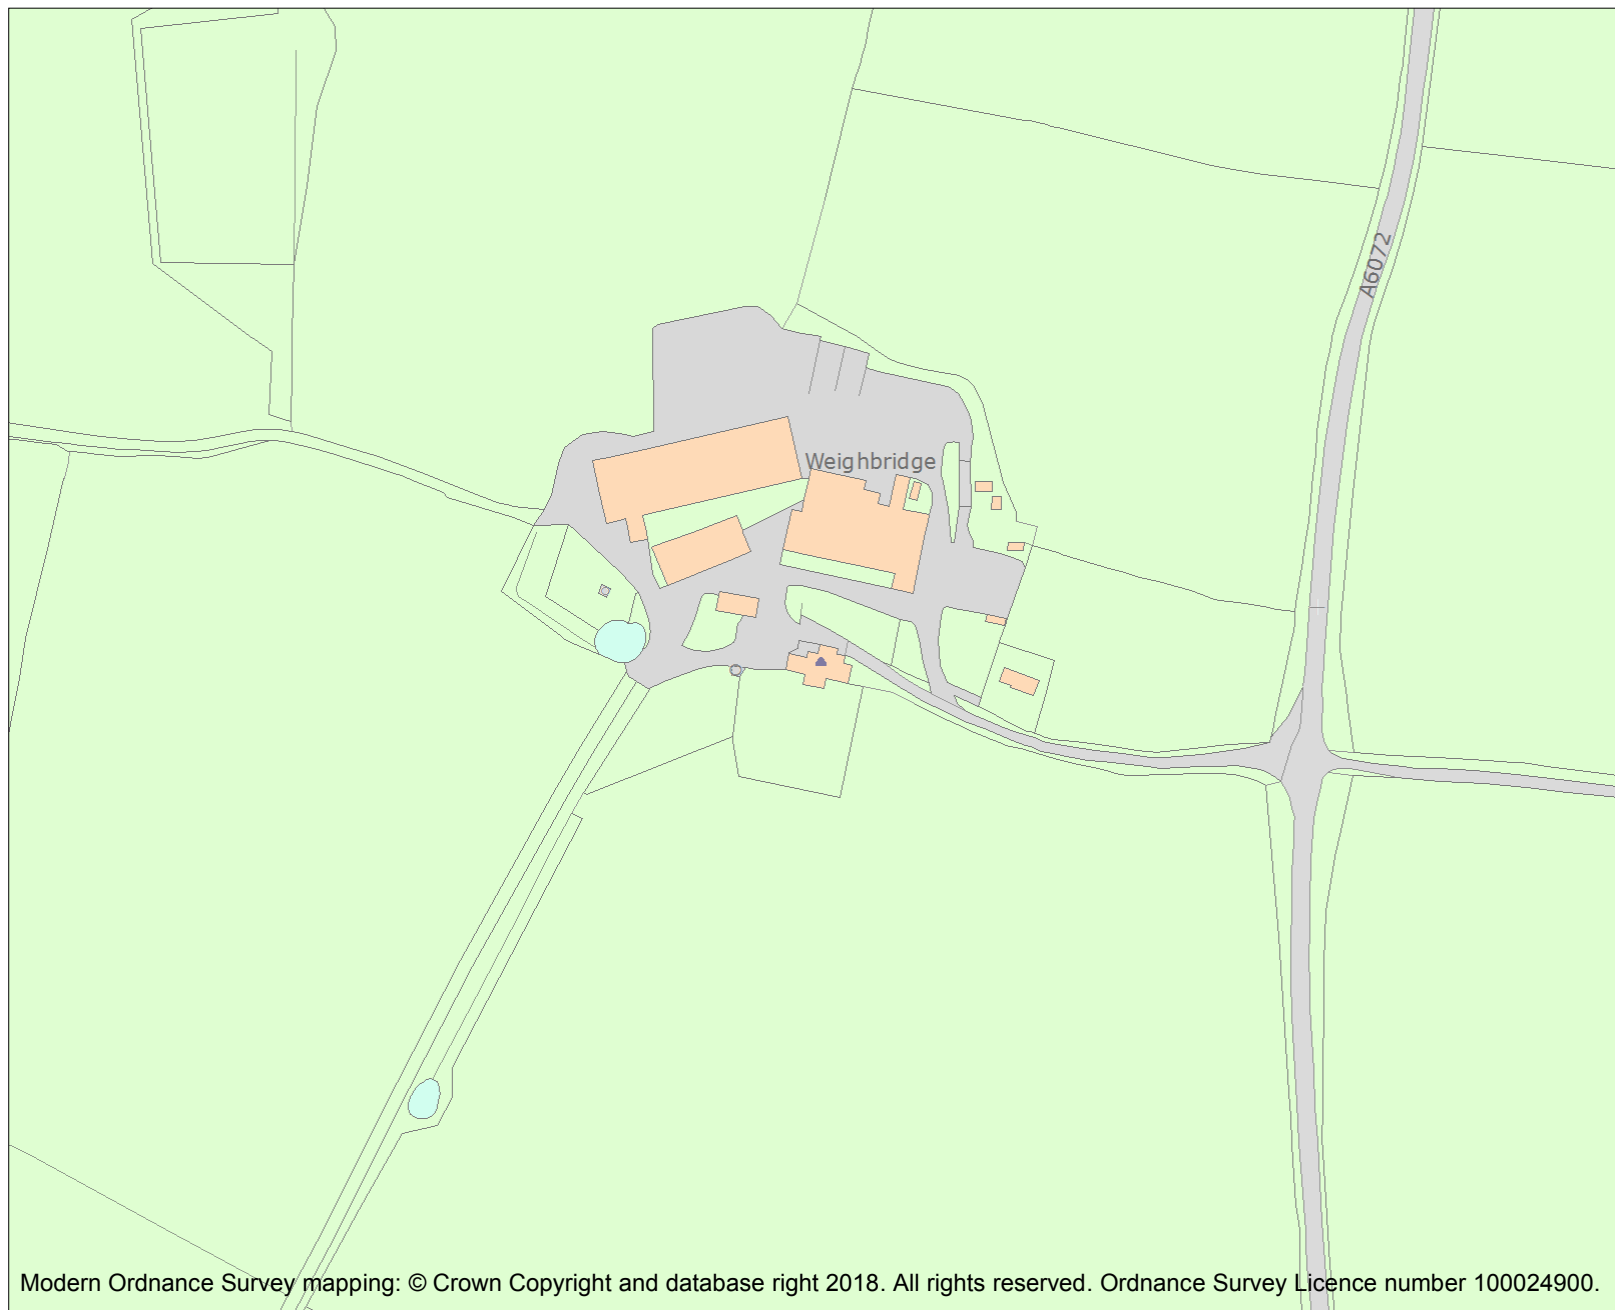 A6072
Weighbridge
Modern Ordnance Survey mapping: © Crown Copyright and database right 2018. All rights reserved. Ordnance Survey Licence number 100024900.